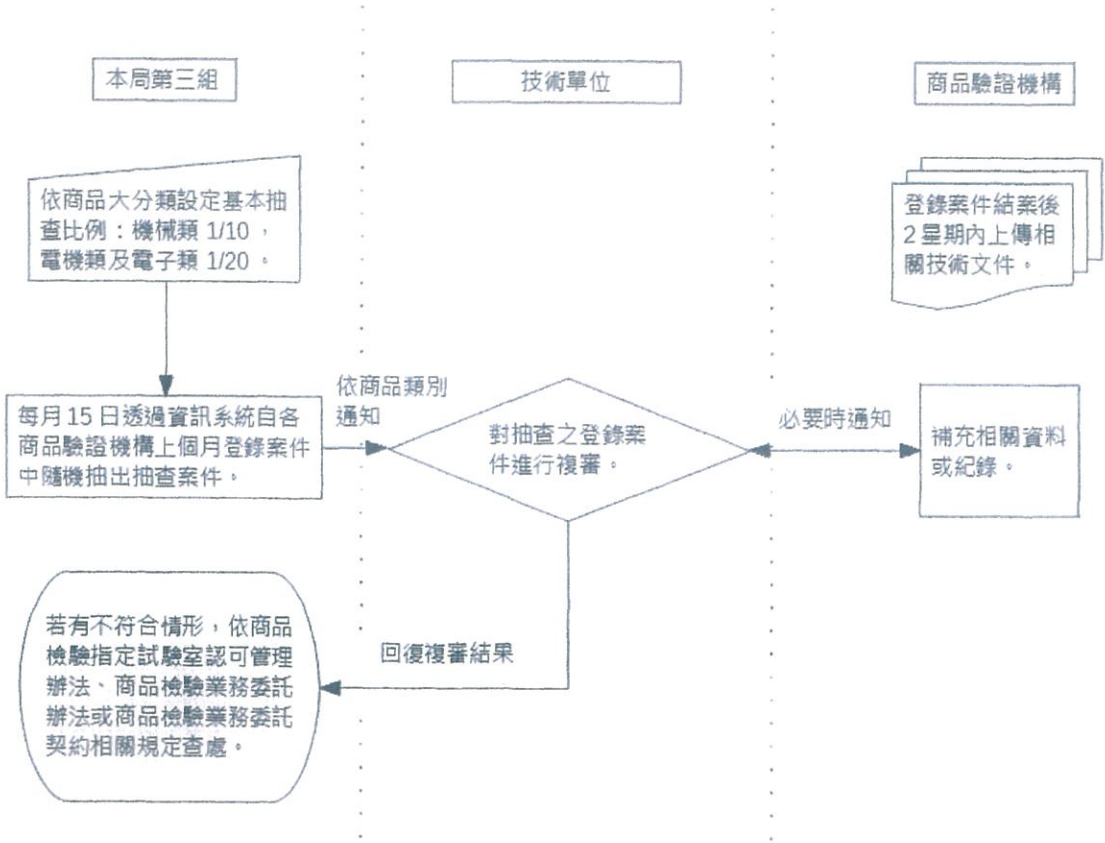 本局第三組
技術單位
商品驗證機構
依商品大分類設定基本抽
查比例：機械類 1/10，
電機類及電子類 1/20。
登錄案件結案後
2星期內上傳相
關技術文件。
每月15日透過資訊系統自各
商品驗證機構上個月登錄案件
中隨機抽出抽查案件。
依商品類別
通知
對抽查之登錄案
件進行複審。
必要時通知
補充相關資料
或紀錄。
若有不符合情形，依商品
檢驗指定試驗室認可管理
辦法、商品檢驗業務委託
辦法或商品檢驗業務委託
契約相關規定查處。
回復複審結果